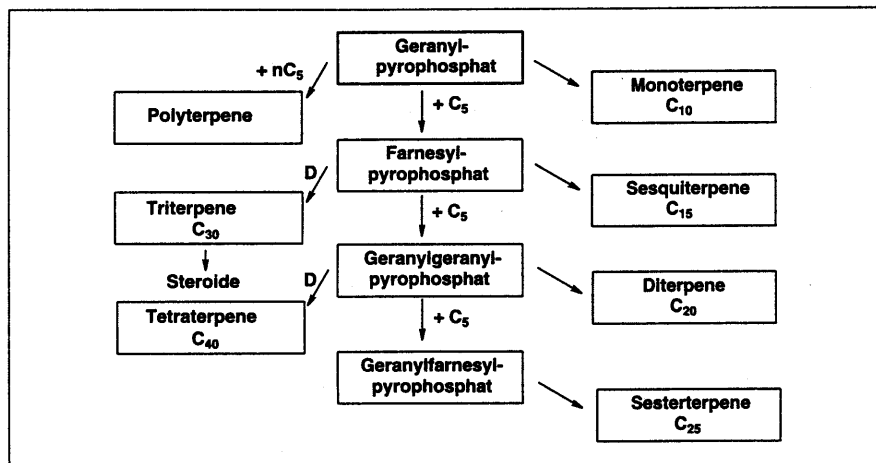 Geranyl-
pyrophosphat
+ nC₅
Polyterpene
Monoterpene
C₁₀
+ C₅
Farnesyl-
pyrophosphat
D
Triterpene
C₃₀
Sesquiterpene
C₁₅
+ C₅
Steroide
Geranylgeranyl-
pyrophosphat
D
Tetraterpene
C₄₀
Diterpene
C₂₀
+ C₅
Geranylfarnesyl-
pyrophosphat
Sesterterpene
C₂₅